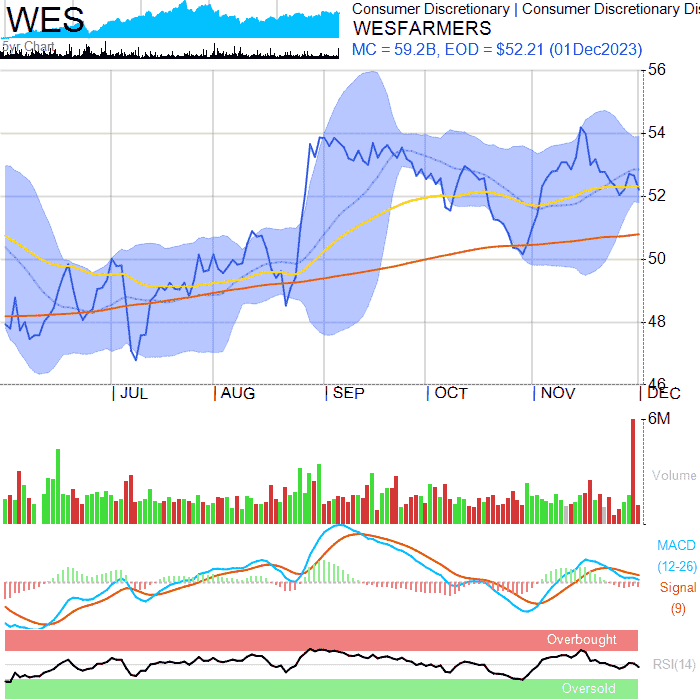 WES
5yr Chart
Consumer Discretionary | Consumer Discretionary Dis
WESFARMERS
MC = 59.2B, EOD = $52.21 (01Dec2023)
56
54
52
50
48
46
| JUL | AUG | SEP | OCT | NOV | DEC
6M
Volume
MACD
(12-26)
Signal
(9)
Overbought
RSI(14)
Oversold